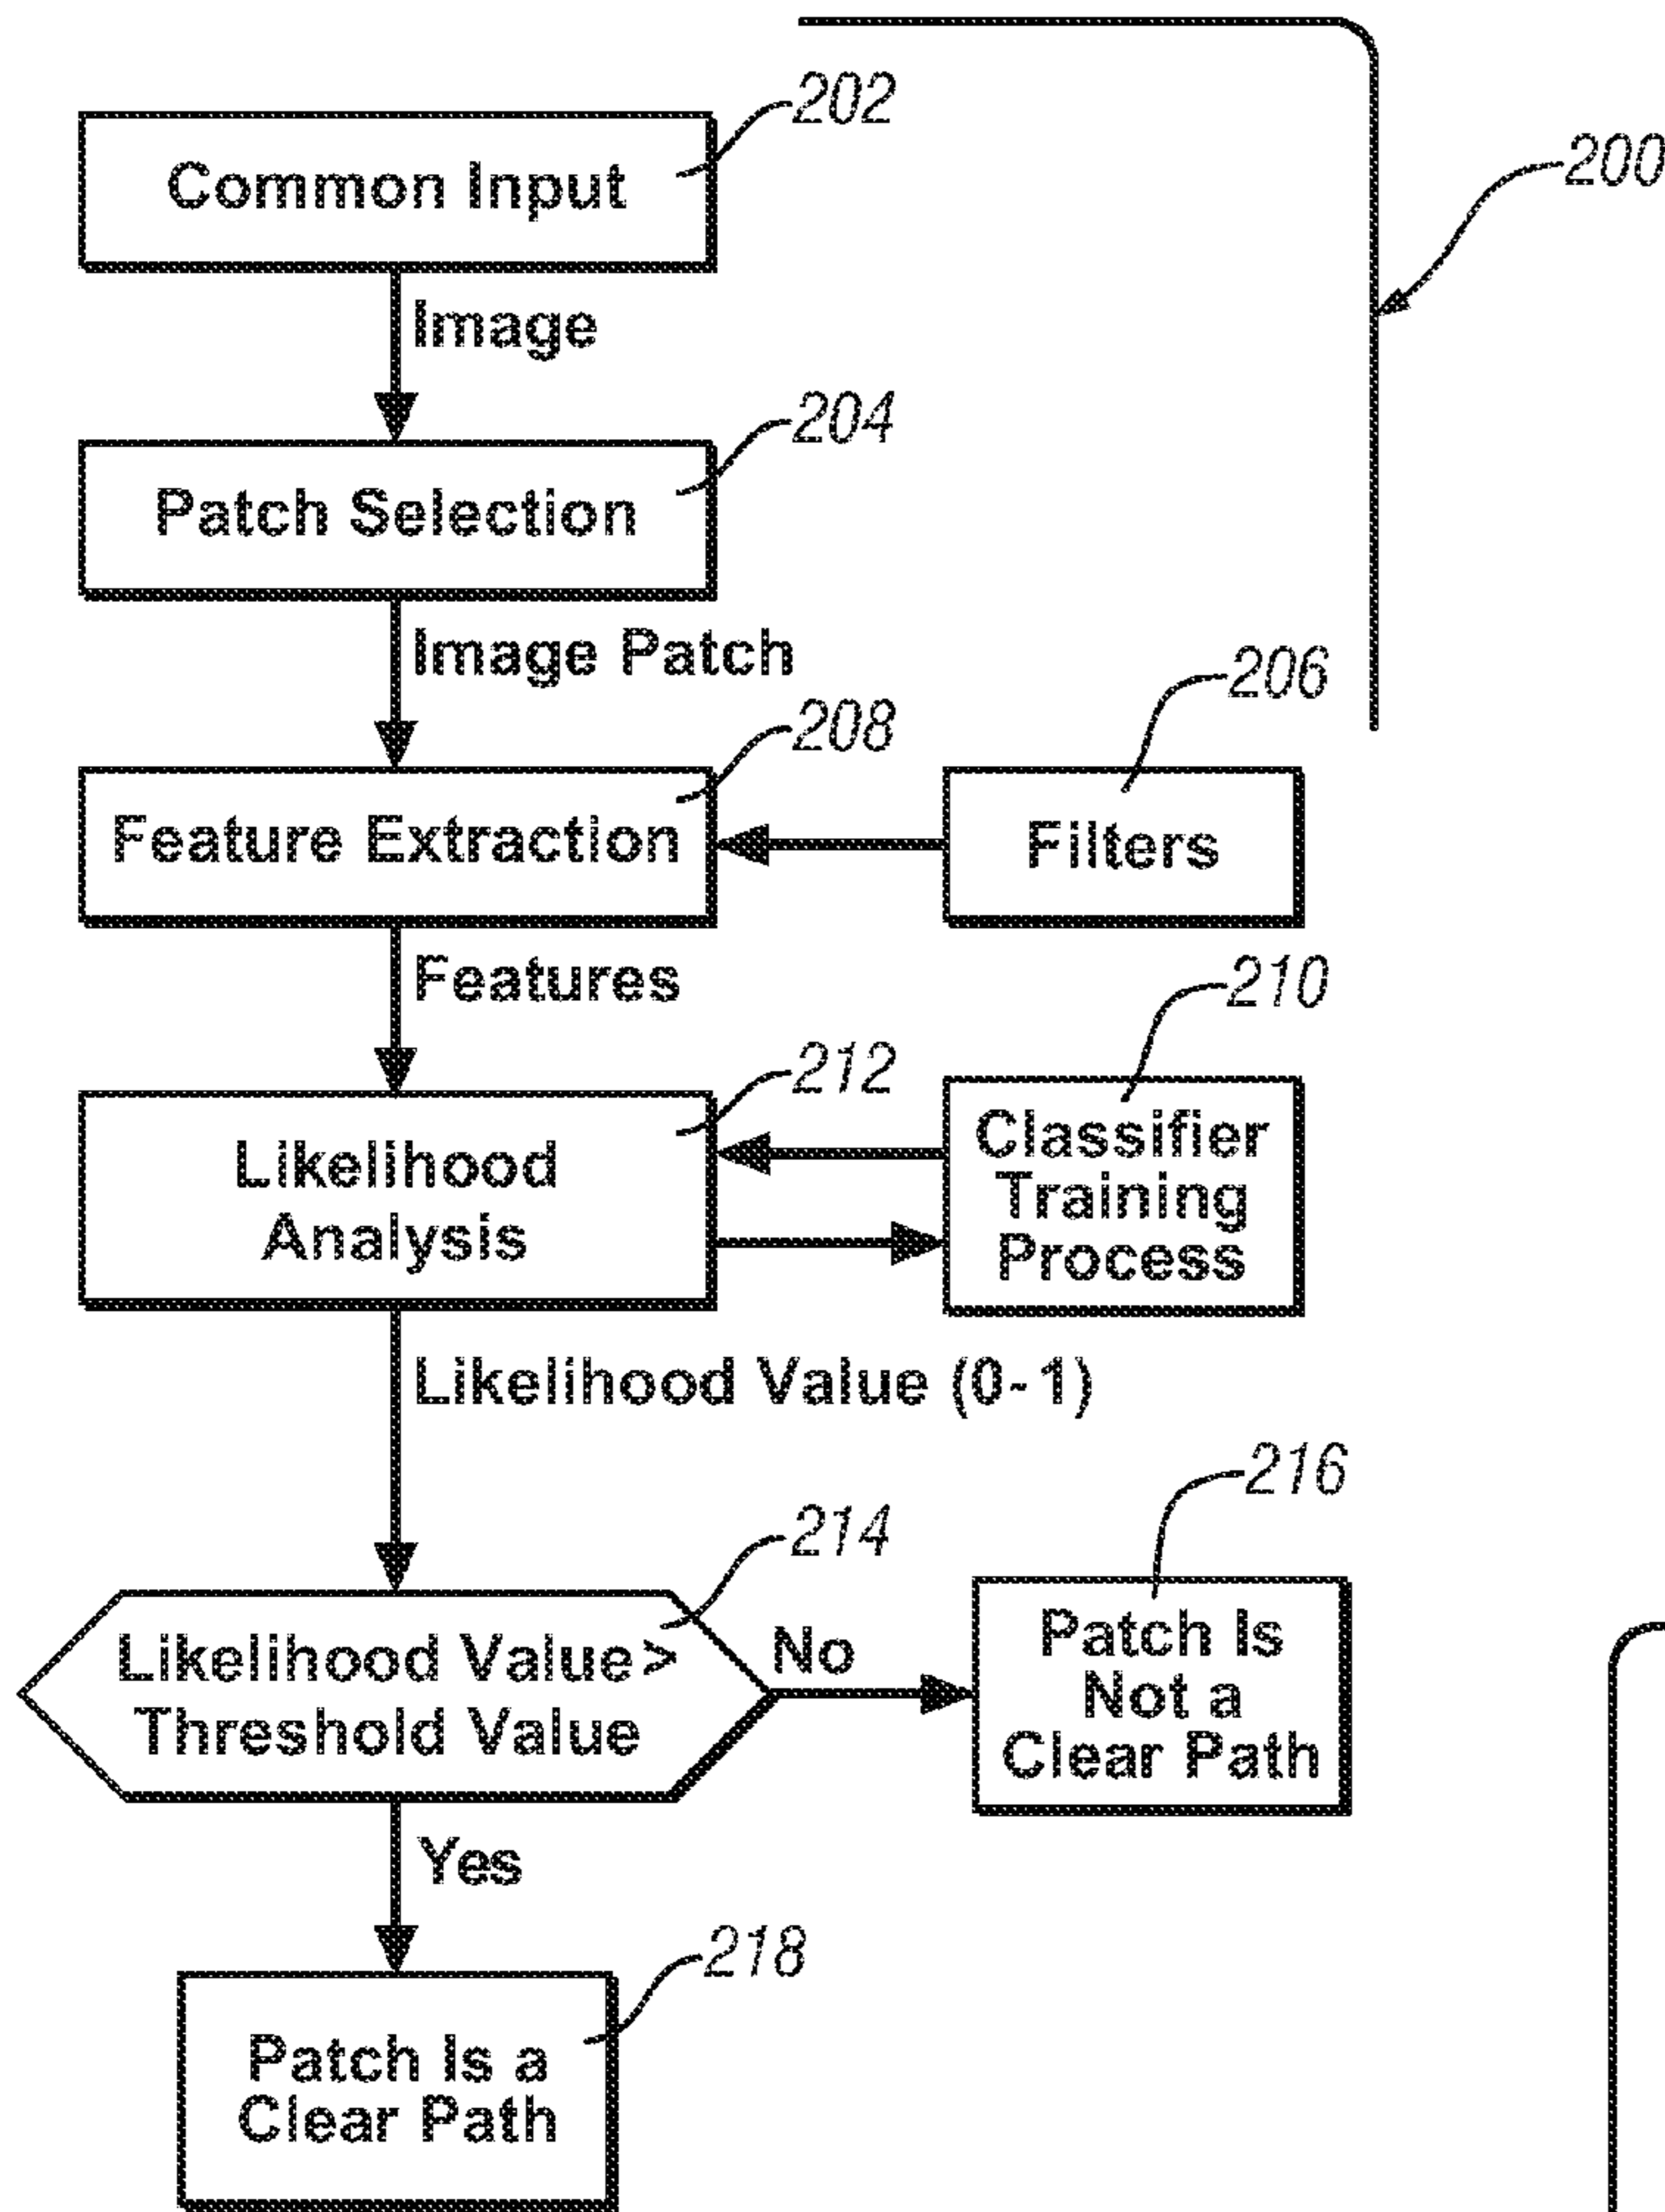 202
Common Input
200
Image
204
Patch Selection
Image Patch
206
208
Feature Extraction
Filters
Features
210
212
Likelihood
Analysis
Classifier
Training
Process
Likelihood Value (0-1)
216
214
Likelihood Value >
Threshold Value
No
Patch Is
Not a
Clear Path
Yes
218
Patch Is a
Clear Path